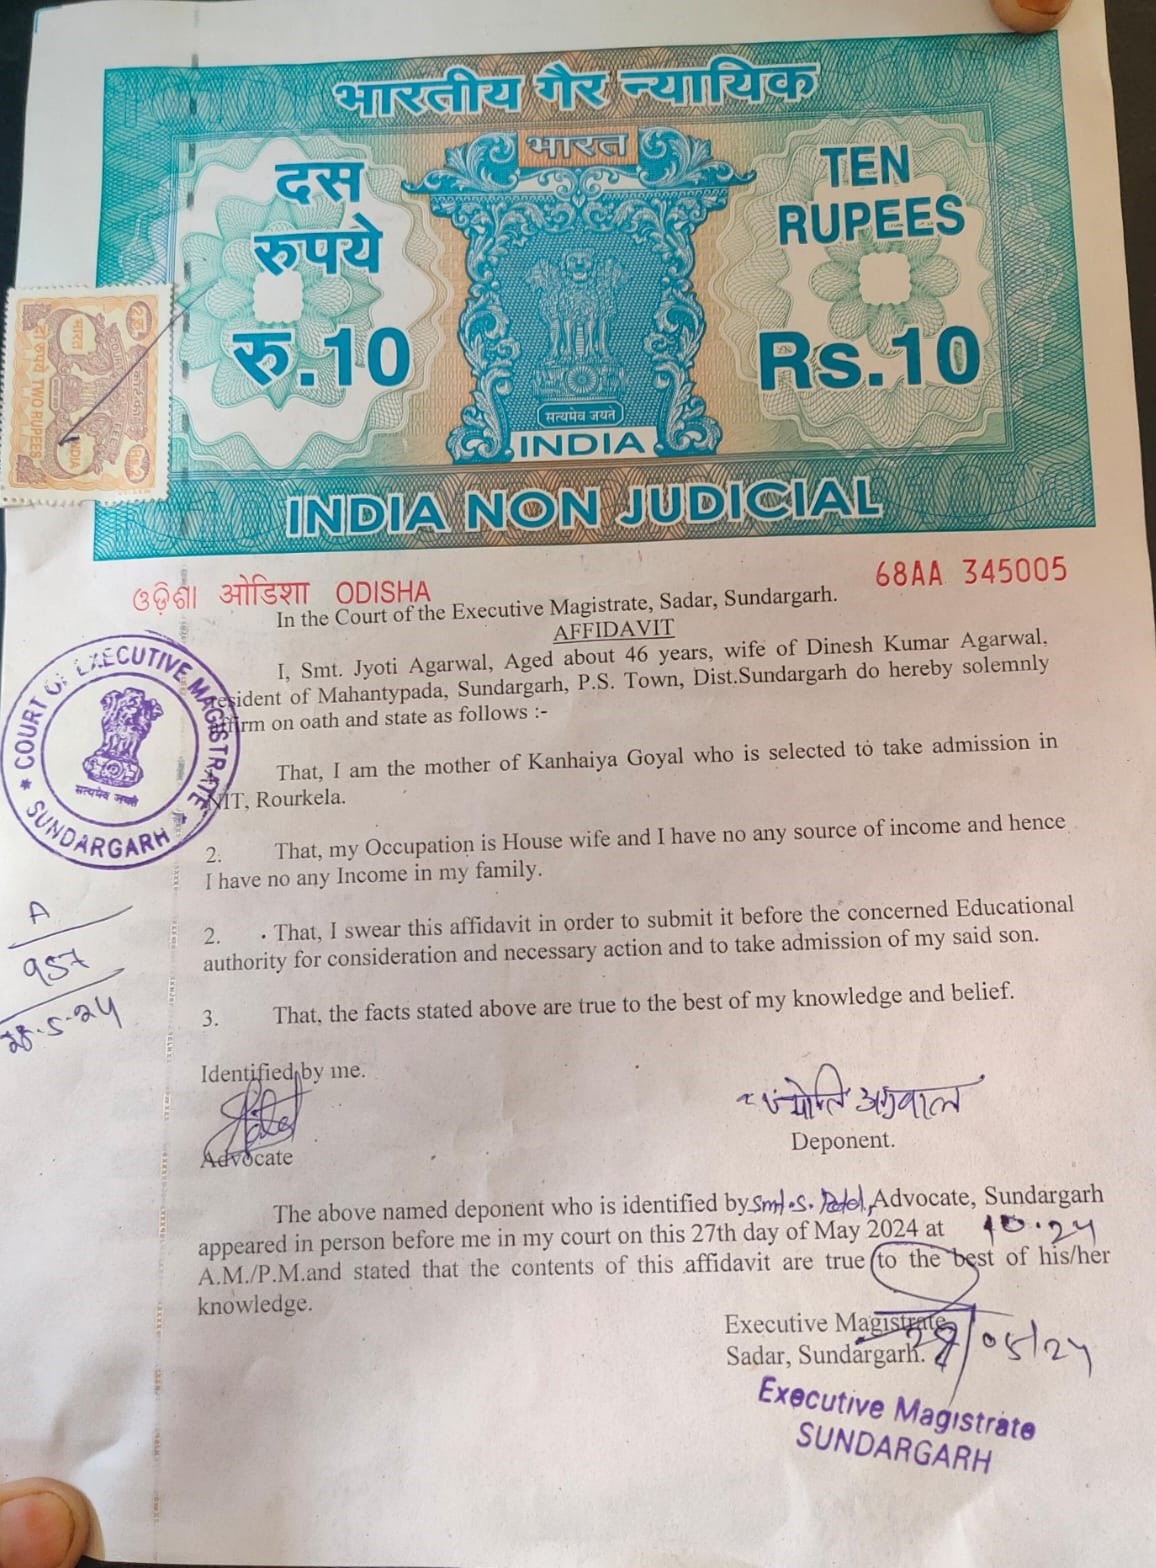 भारतीय गैर न्यायिक
भारत
दस
रुपये
रु.10
TEN
RUPEES
Rs.10
सत्यमेव जयते
INDIA
INDIA NON JUDICIAL
TWO RUPEES
INDIA
ଓଡ଼ିଶା ओडिशा ODISHA
68AA 345005
In the Court of the Executive Magistrate, Sadar, Sundargarh.
AFFIDAVIT
I, Smt. Jyoti Agarwal, Aged about 46 years, wife of Dinesh Kumar Agarwal,
resident of Mahantypada, Sundargarh, P.S. Town, Dist.Sundargarh do hereby solemnly
affirm on oath and state as follows :-
COURT OF EXECUTIVE MAGISTRATE
सत्यमेव जयते
* SUNDARGARH *
That, I am the mother of Kanhaiya Goyal who is selected to take admission in
NIT, Rourkela.
2. That, my Occupation is House wife and I have no any source of income and hence
I have no any Income in my family.
A
957
28.5.24
2. That, I swear this affidavit in order to submit it before the concerned Educational
authority for consideration and necessary action and to take admission of my said son.
3. That, the facts stated above are true to the best of my knowledge and belief.
Identified by me.
Advocate
ज्योति अग्रवाल
Deponent.
The above named deponent who is identified by Smt. S. Patel, Advocate, Sundargarh
appeared in person before me in my court on this 27th day of May 2024 at 10.24
A.M./P.M.and stated that the contents of this affidavit are true to the best of his/her
knowledge.
Executive Magistrate
Sadar, Sundargarh.
/05/24
Executive Magistrate
SUNDARGARH